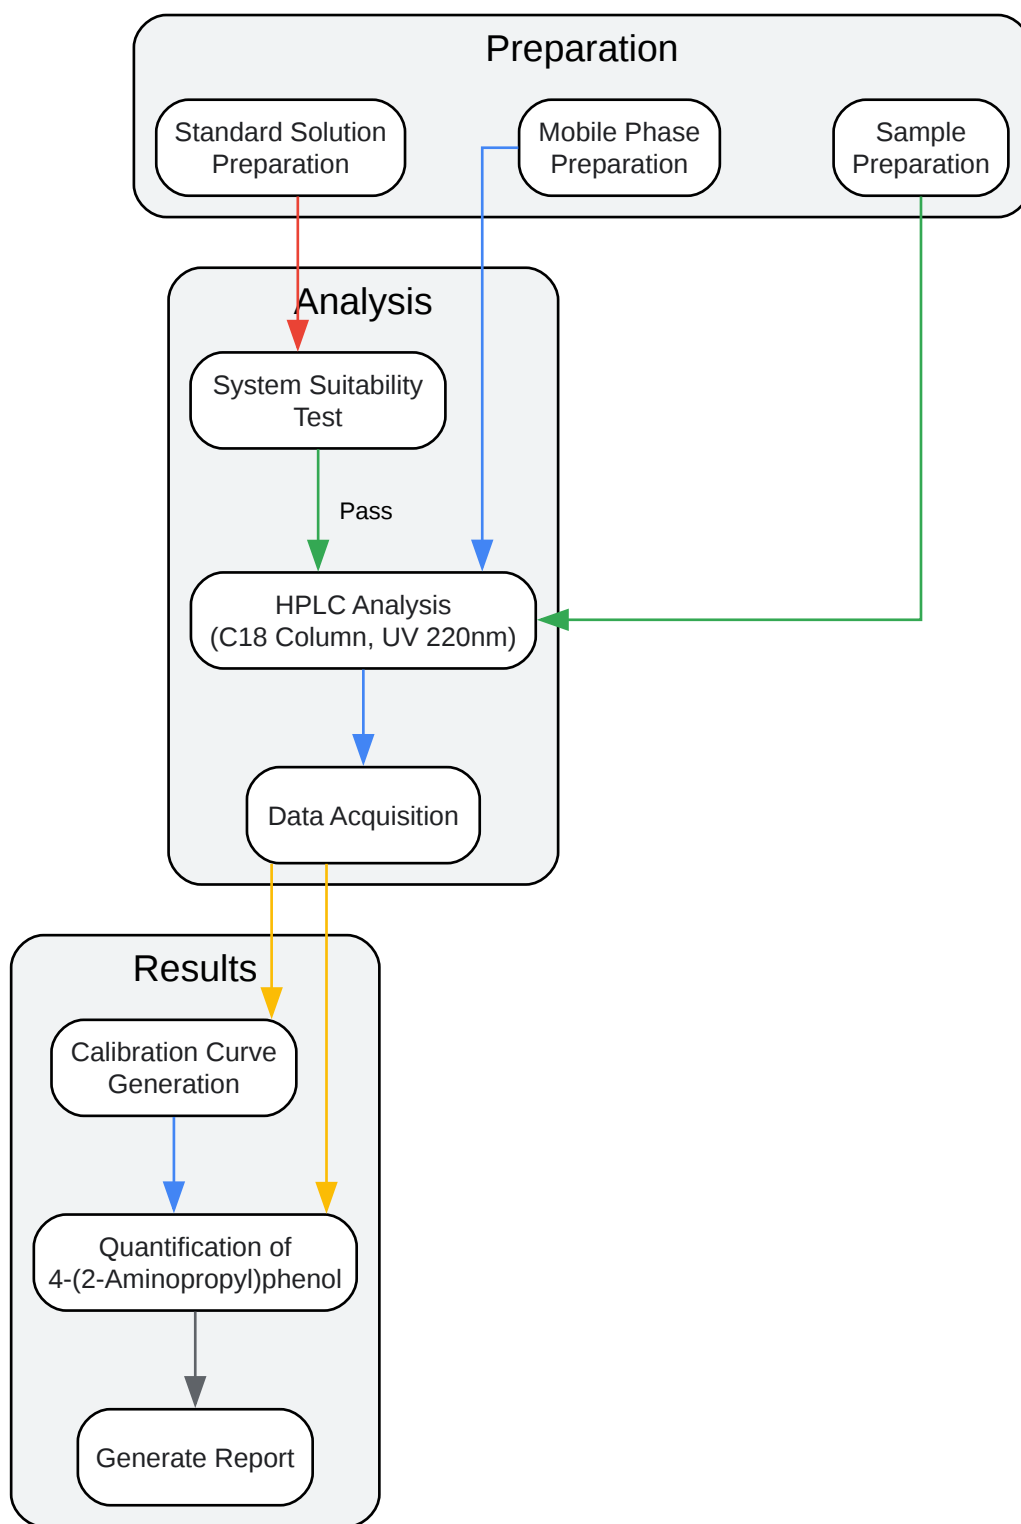 Preparation
Standard Solution
Preparation
Mobile Phase
Preparation
Sample
Preparation
Analysis
System Suitability
Test
Pass
HPLC Analysis
(C18 Column, UV 220nm)
Data Acquisition
Results
Calibration Curve
Generation
Quantification of
4-(2-Aminopropyl)phenol
Generate Report